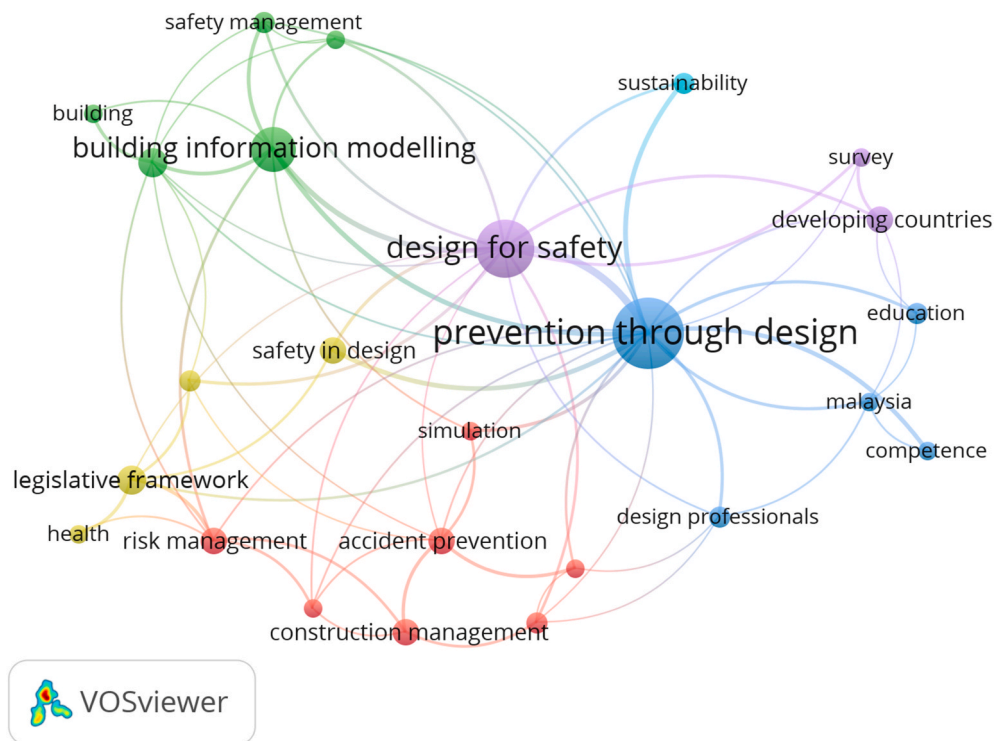 safety management
sustainability
building
building information modelling
survey
developing countries
design for safety
education
prevention through design
safety in design
malaysia
simulation
competence
legislative framework
design professionals
health
risk management
accident prevention
construction management
VOSviewer